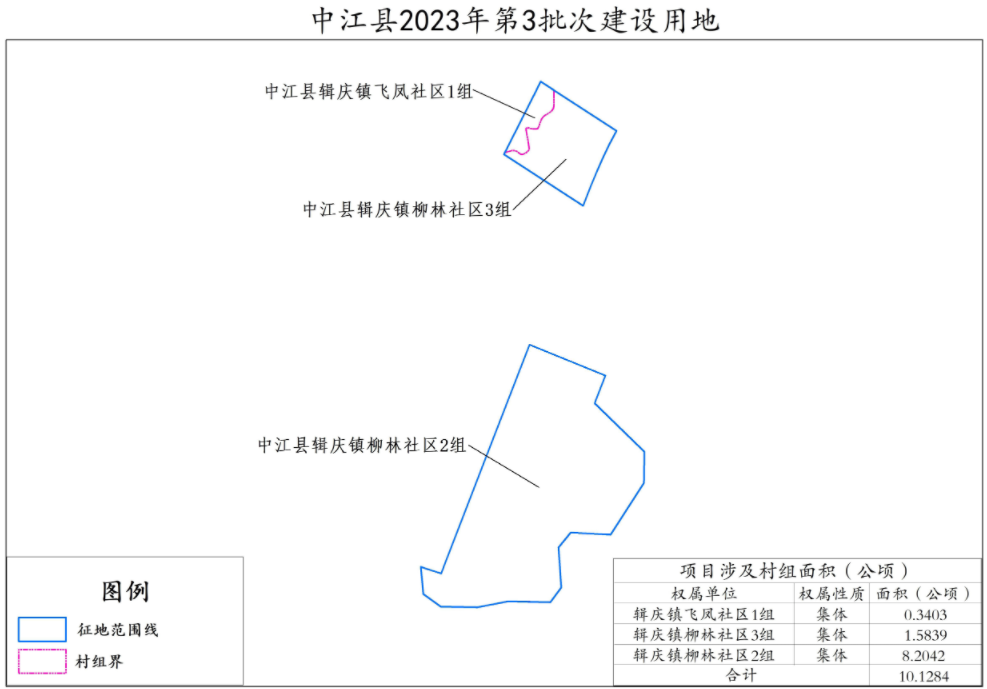 中江县2023年第3批次建设用地
中江县辑庆镇飞凤社区1组
中江县辑庆镇柳林社区3组
中江县辑庆镇柳林社区2组
图例
征地范围线
村组界
项目涉及村组面积（公顷）
权属单位 权属性质 面积（公顷）
辑庆镇飞凤社区1组 集体 0.3403
辑庆镇柳林社区3组 集体 1.5839
辑庆镇柳林社区2组 集体 8.2042
合计 10.1284